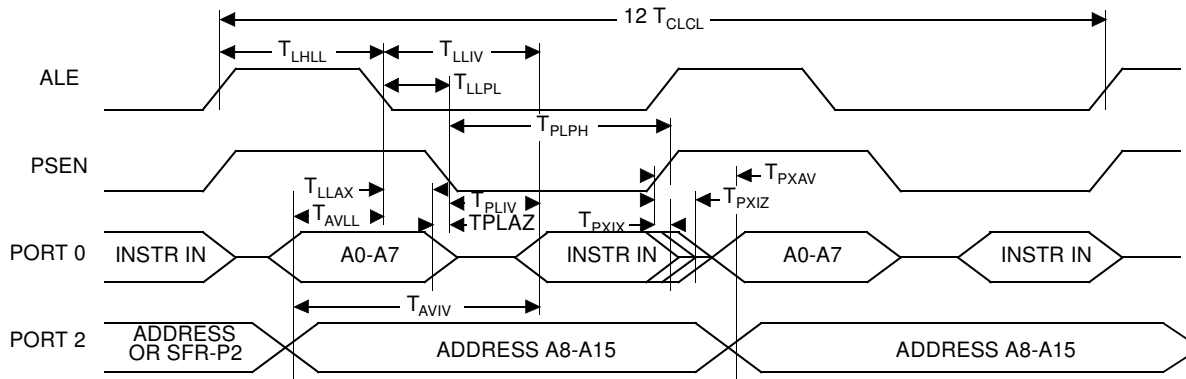 12 TCLCL
TLHLL TLLIV
ALE
TLLPL
TPLPH
PSEN
TLLAX TPXAV
TPLIV TPXIZ
TAVLL TPLAZ TPXIX
PORT 0 INSTR IN A0-A7 INSTR IN A0-A7 INSTR IN
TAVIV
PORT 2 ADDRESS OR SFR-P2 ADDRESS A8-A15 ADDRESS A8-A15